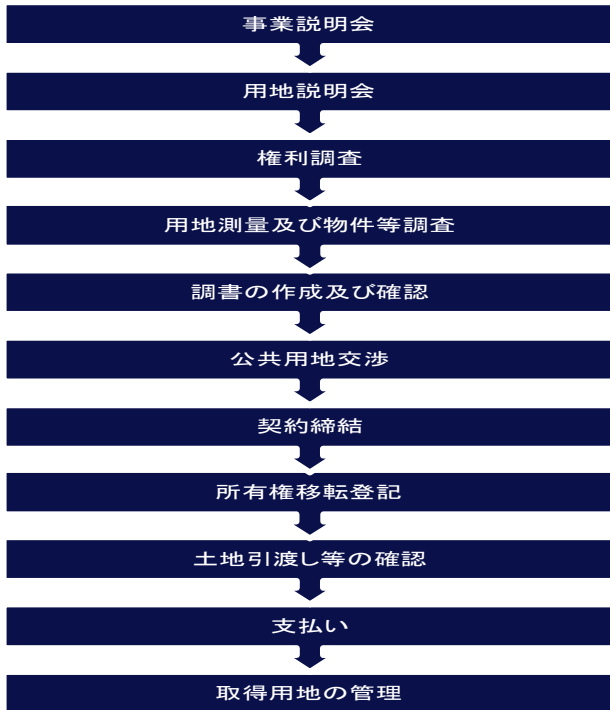 事業説明会
用地説明会
権利調査
用地測量及び物件等調査
調書の作成及び確認
公共用地交渉
契約締結
所有権移転登記
土地引渡し等の確認
支払い
取得用地の管理